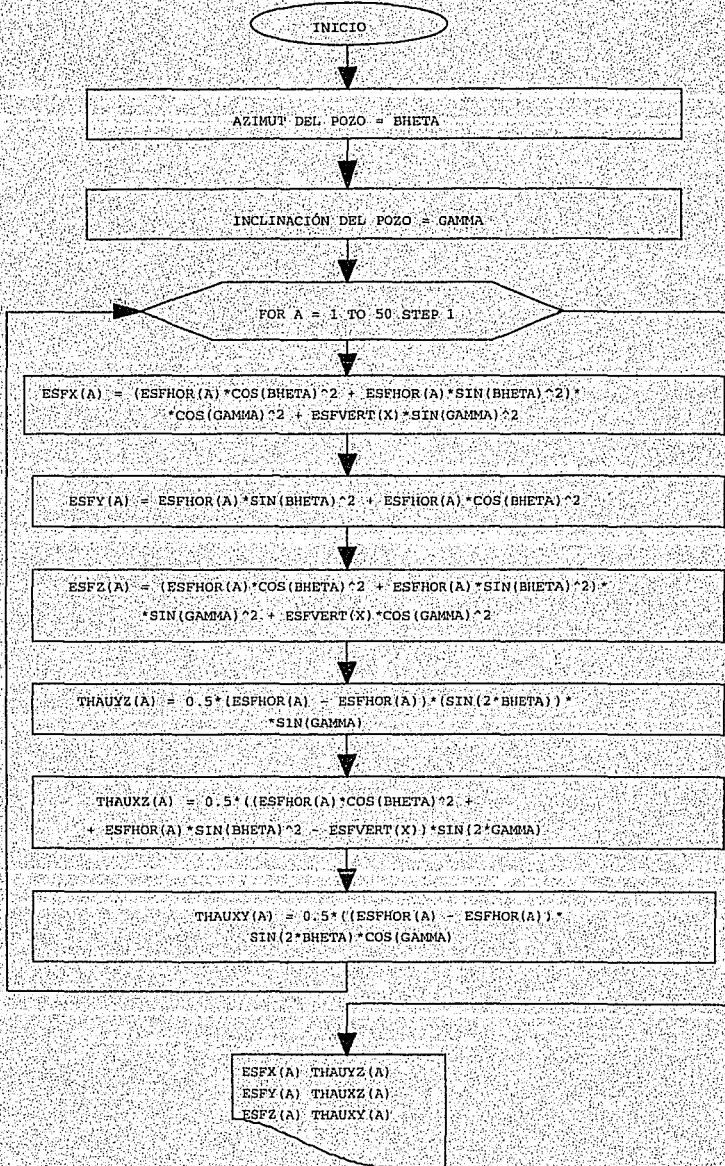 INICIO
AZIMUT DEL POZO = BHETA
INCLINACIÓN DEL POZO = GAMMA
FOR A = 1 TO 50 STEP 1
ESFX(A) = (ESFHOR(A)*COS(BHETA)^2 + ESFHOR(A)*SIN(BHETA)^2)*
*COS(GAMMA)^2 + ESFVERT(X)*SIN(GAMMA)^2
ESFY(A) = ESFHOR(A)*SIN(BHETA)^2 + ESFHOR(A)*COS(BHETA)^2
ESFZ(A) = (ESFHOR(A)*COS(BHETA)^2 + ESFHOR(A)*SIN(BHETA)^2)*
*SIN(GAMMA)^2 + ESFVERT(X)*COS(GAMMA)^2
THAUYZ(A) = 0.5*(ESFHOR(A) - ESFHOR(A))*(SIN(2*BHETA))*
*SIN(GAMMA)
THAUXZ(A) = 0.5*((ESFHOR(A)*COS(BHETA)^2 +
+ ESFHOR(A)*SIN(BHETA)^2 - ESFVERT(X))*SIN(2*GAMMA)
THAUXY(A) = 0.5*((ESFHOR(A) - ESFHOR(A))*
SIN(2*BHETA)*COS(GAMMA)
ESFX(A) THAUYZ(A)
ESFY(A) THAUXZ(A)
ESFZ(A) THAUXY(A)